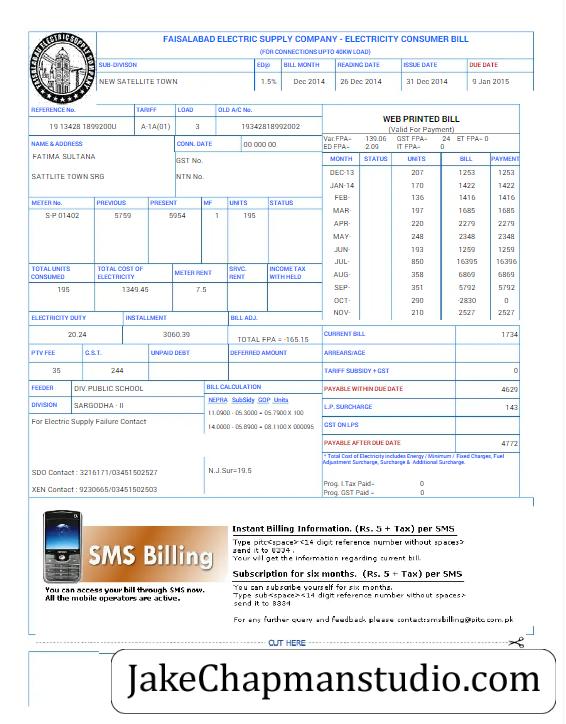 FAISALABAD ELECTRIC SUPPLY COMPANY - ELECTRICITY CONSUMER BILL
(FOR CONNECTIONS UPTO 40KW LOAD)
SUB-DIVISON ED@ BILL MONTH READING DATE ISSUE DATE DUE DATE
NEW SATELLITE TOWN 1.5% Dec 2014 26 Dec 2014 31 Dec 2014 9 Jan 2015
REFERENCE No. TARIFF LOAD OLD A/C No.
19 13428 1899200U A-1A(01) 3 19342818992002
WEB PRINTED BILL
(Valid For Payment)
Var.FPA- 139.06 GST FPA- 24 ET FPA- 0
ED FPA- 2.09 IT FPA- 0
NAME & ADDRESS CONN. DATE 00 000 00
FATIMA SULTANA GST No.
SATTLITE TOWN SRG NTN No.
MONTH STATUS UNITS BILL PAYMENT
DEC-13 207 1253 1253
JAN-14 170 1422 1422
FEB- 136 1416 1416
MAR- 197 1685 1685
APR- 220 2279 2279
MAY- 248 2348 2348
JUN- 193 1259 1259
JUL- 850 16395 16396
AUG- 358 6869 6869
SEP- 351 5792 5792
OCT- 290 -2830 0
NOV- 210 2527 2527
METER No. PREVIOUS PRESENT MF UNITS STATUS
S-P 01402 5759 5954 1 195
TOTAL UNITS CONSUMED TOTAL COST OF ELECTRICITY METER RENT SRVC. RENT INCOME TAX WITH HELD
195 1349.45 7.5
ELECTRICITY DUTY INSTALLMENT BILL ADJ.
20.24 3060.39 TOTAL FPA = -165.15
PTV FEE G.S.T. UNPAID DEBT DEFERRED AMOUNT
35 244
CURRENT BILL 1734
ARREARS/AGE
TARIFF SUBSIDY +GST 0
PAYABLE WITHIN DUE DATE 4629
L.P. SURCHARGE 143
GST ON LPS
PAYABLE AFTER DUE DATE 4772
FEEDER DIV.PUBLIC SCHOOL
DIVISION SARGODHA - II
For Electric Supply Failure Contact
BILL CALCULATION
NEPRA SubSidy GOP Units
11.0900 - 05.3000 = 05.7900 X 100
14.0000 - 05.8900 = 08.1100 X 000095
* Total Cost of Electricity includes Energy / Minimum / Fixed Charges, Fuel
Adjustment Surcharge, Surcharge & Additional Surcharge.
SDO Contact : 3216171/03451502527
XEN Contact : 9230665/03451502503
N.J.Sur=19.5
Prog. I.Tax Paid- 0
Prog. GST Paid - 0
SMS Billing
You can access your bill through SMS now.
All the mobile operators are active.
Instant Billing Information. (Rs. 5 + Tax) per SMS
Type pitc<space><14 digit reference number without spaces>
send it to 8334 .
Your will get the information regarding current bill.
Subscription for six months. (Rs. 5 + Tax) per SMS
You can subscribe yourself for six months.
Type sub<space><14 digit reference number without spaces>
send it to 8334
For any further query and feedback please contact:smsbilling@pitc.com.pk
CUT HERE
JakeChapmanstudio.com